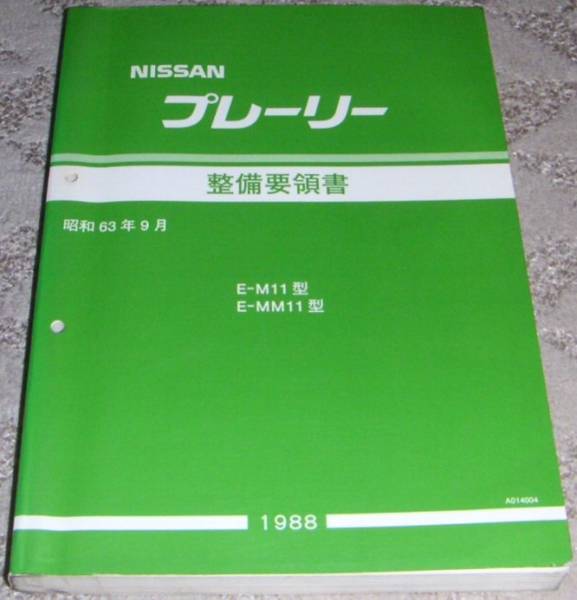 NISSAN
プレーリー
整備要領書
昭和 63 年 9 月
E-M11 型
E-MM11 型
A014004
1988